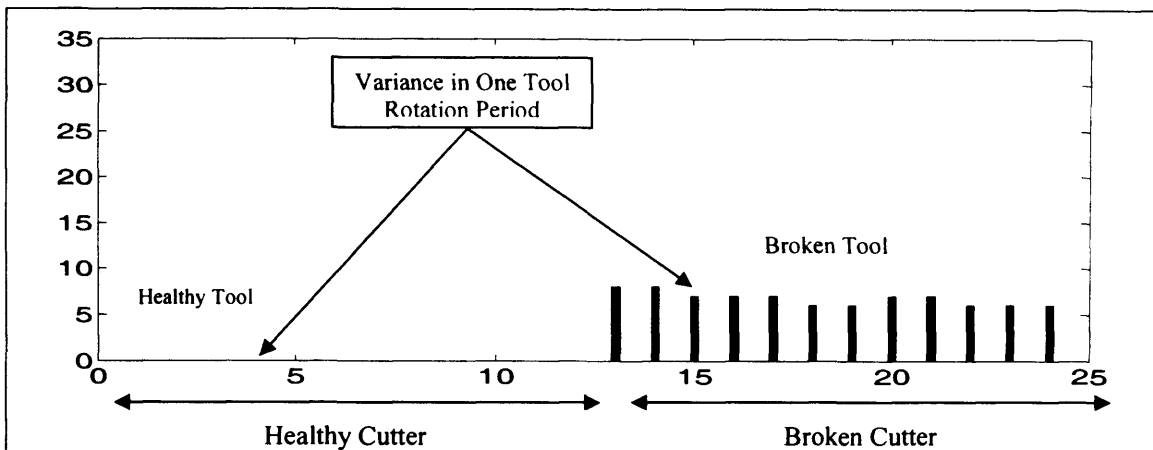 35
30
25
20
15
10
5
0
Variance in One Tool
Rotation Period
Healthy Tool
Broken Tool
0 5 10 15 20 25
Healthy Cutter Broken Cutter